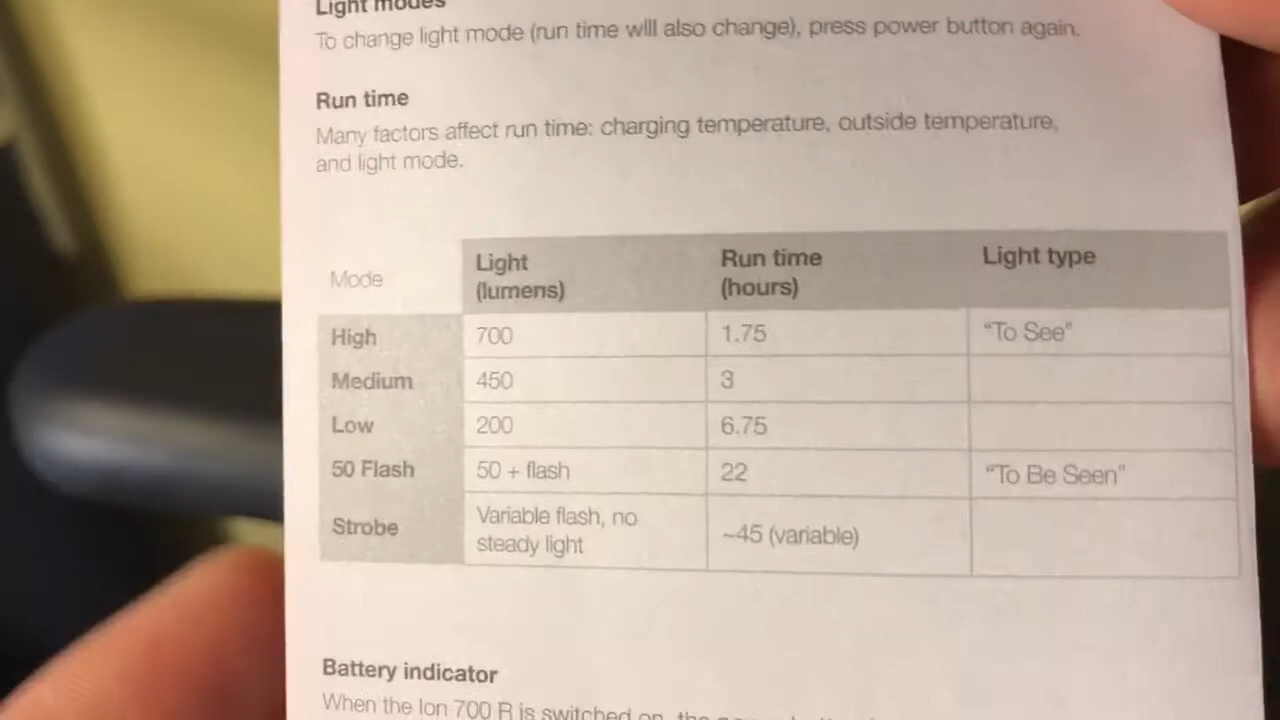 Light modes
To change light mode (run time will also change), press power button again.
Run time
Many factors affect run time: charging temperature, outside temperature,
and light mode.
Mode Light (lumens) Run time (hours) Light type
High 700 1.75 “To See”
Medium 450 3
Low 200 6.75
50 Flash 50 + flash 22 “To Be Seen”
Strobe Variable flash, no steady light ~45 (variable)
Battery indicator
When the Ion 700 R is switched on, the